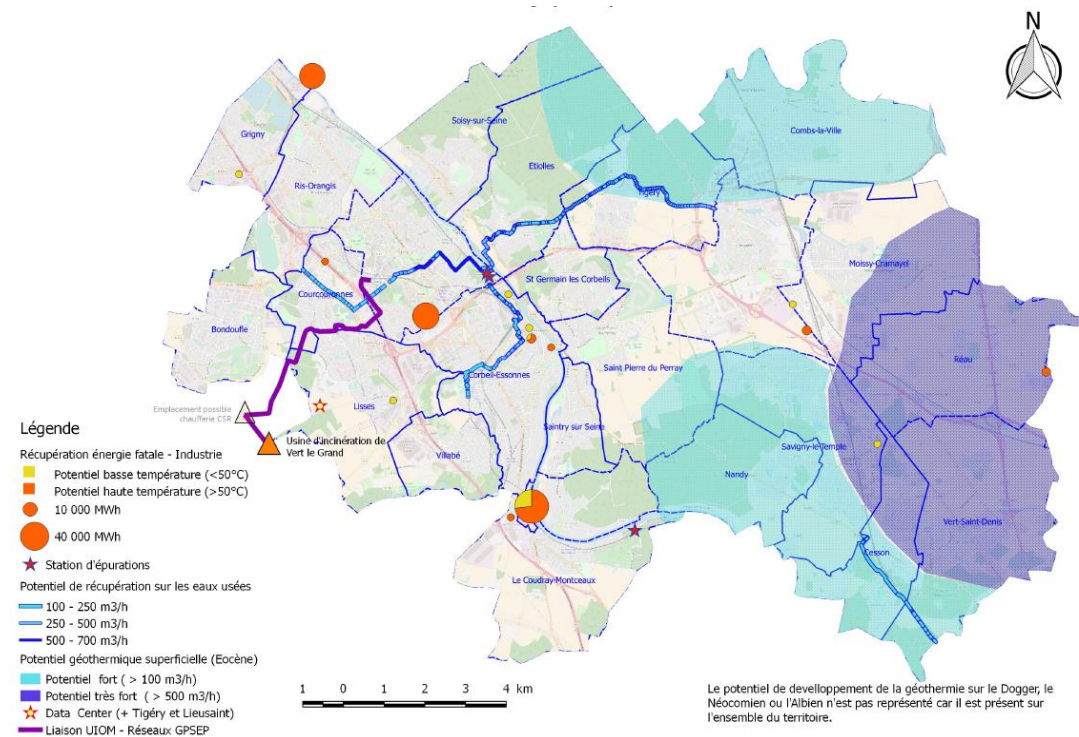 N
Combs-la-Ville
Soisy-sur-Seine
Grigny
Etiolles
Ris-Orangis
Tigéry
Moissy-Cramayel
St Germain les Corbeils
Courcouronnes
Bondoufle
Réau
Saint Pierre du Perray
Corbeil-Essonnes
Lisses
Emplacement possible
chaufferie CSR
Usine d'incinération de
Vert le Grand
Saintry sur Seine
Savigny-le-Temple
Villabé
Nandy
Vert-Saint-Denis
Cesson
Le Coudray-Montceaux
Légende
Récupération énergie fatale - Industrie
Potentiel basse température (<50°C)
Potentiel haute température (>50°C)
10 000 MWh
40 000 MWh
Station d'épurations
Potentiel de récupération sur les eaux usées
100 - 250 m3/h
250 - 500 m3/h
500 - 700 m3/h
Potentiel géothermique superficielle (Eocène)
Potentiel fort ( > 100 m3/h)
Potentiel très fort ( > 500 m3/h)
Data Center (+ Tigéry et Lieusaint)
Liaison UIOM - Réseaux GPSEP
1 0 1 2 3 4 km
Le potentiel de develloppement de la géothermie sur le Dogger, le
Néocomien ou l'Albien n'est pas représenté car il est présent sur
l'ensemble du territoire.